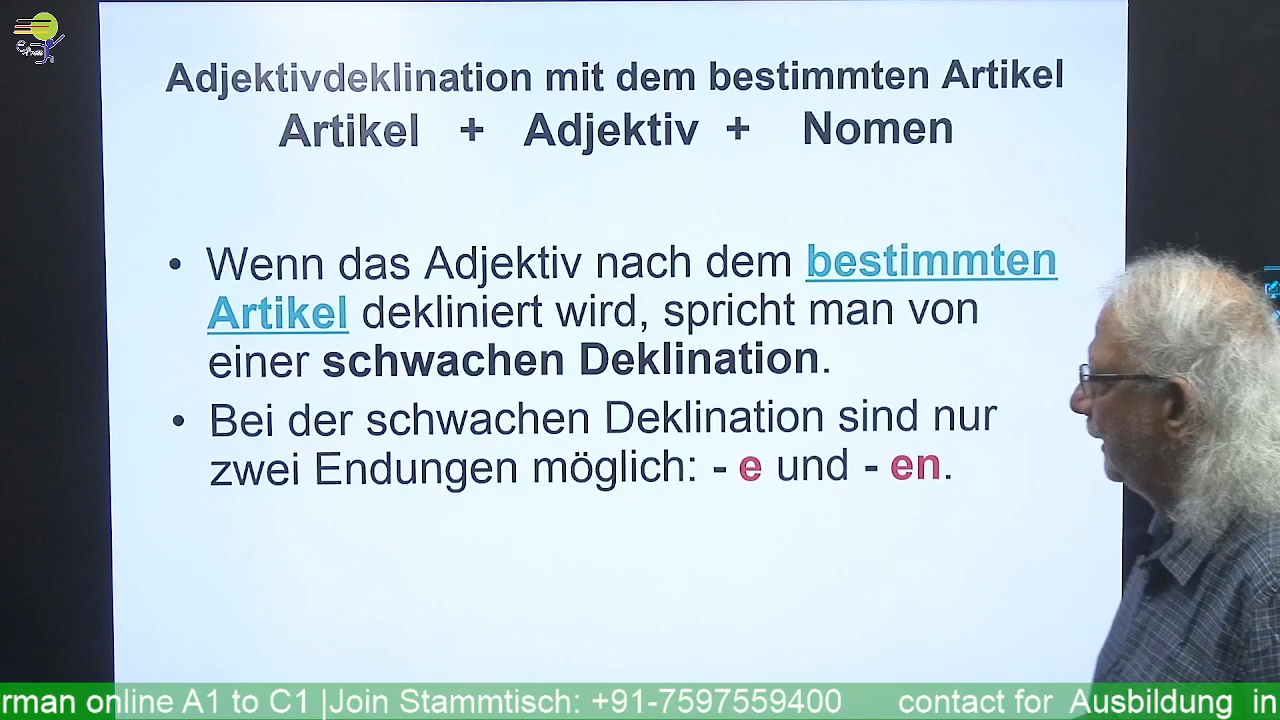 Adjektivdeklination mit dem bestimmten Artikel
Artikel + Adjektiv + Nomen
• Wenn das Adjektiv nach dem bestimmten
Artikel dekliniert wird, spricht man von
einer schwachen Deklination.
• Bei der schwachen Deklination sind nur
zwei Endungen möglich: - e und - en.
rman online A1 to C1 |Join Stammtisch: +91-7597559400 contact for Ausbildung in